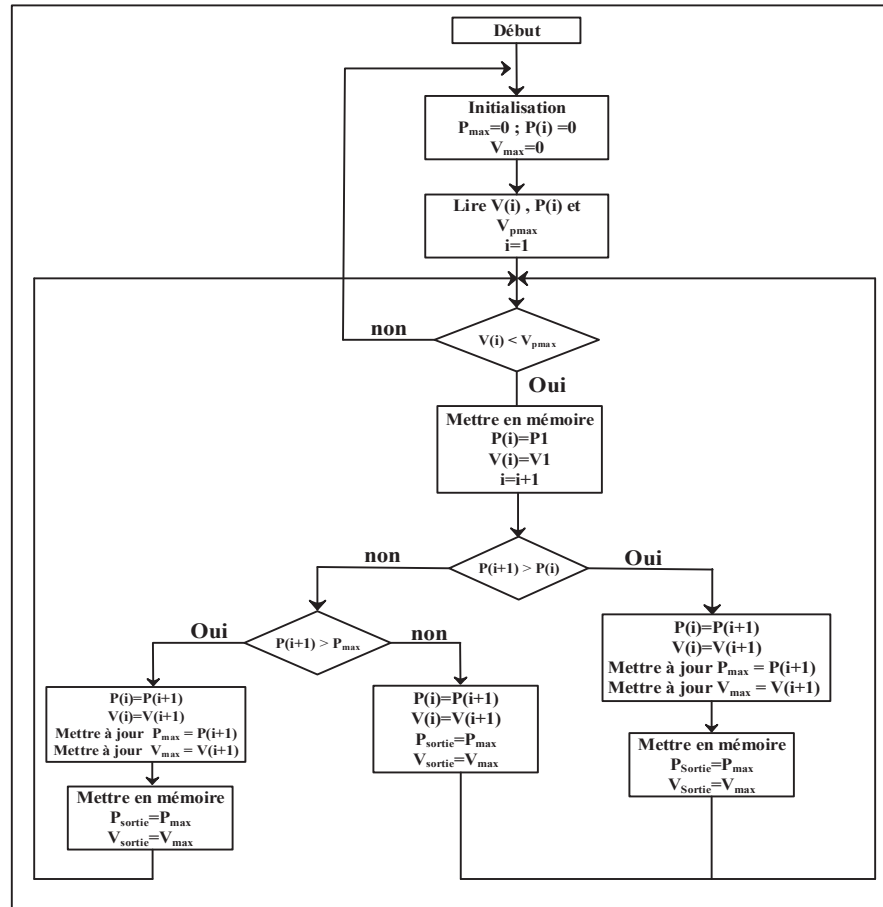 Début
Initialisation
Pmax=0 ; P(i) =0
Vmax=0
Lire V(i) , P(i) et
Vpmax
i=1
non
V(i) < Vpmax
Oui
Mettre en mémoire
P(i)=P1
V(i)=V1
i=i+1
non
P(i+1) > P(i)
Oui
Oui
P(i+1) > Pmax
non
P(i)=P(i+1)
V(i)=V(i+1)
Mettre à jour Pmax = P(i+1)
Mettre à jour Vmax = V(i+1)
Mettre en mémoire
Psortie=Pmax
Vsortie=Vmax
P(i)=P(i+1)
V(i)=V(i+1)
Psortie=Pmax
Vsortie=Vmax
P(i)=P(i+1)
V(i)=V(i+1)
Mettre à jour Pmax = P(i+1)
Mettre à jour Vmax = V(i+1)
Mettre en mémoire
PSortie=Pmax
VSortie=Vmax